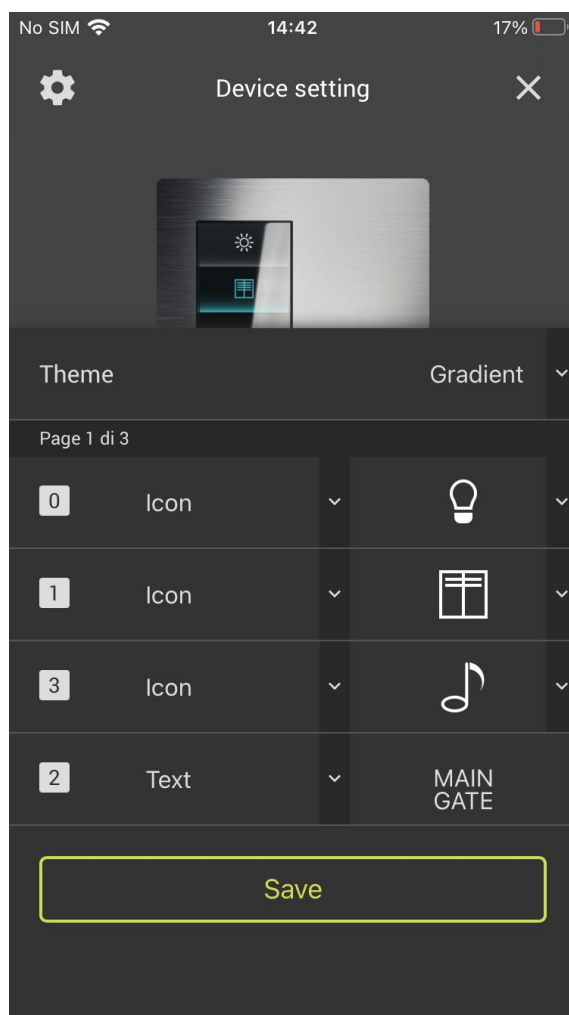 No SIM 14:42 17%
Device setting
Theme Gradient
Page 1 di 3
0 Icon
1 Icon
3 Icon
2 Text MAIN
GATE
Save